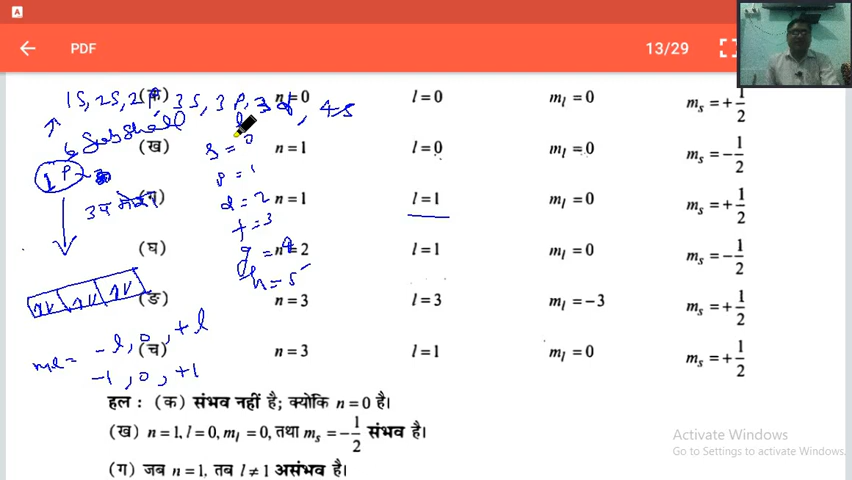 A
PDF
13/29
1S, 2S, 2P, 3S, 3P, 3d, 4S
(क) n=0 l=0 m_l=0 m_s=+1/2
6 Subshell
l
s = 0
(ख) n=1 l=0 m_l=0 m_s=−1/2
1P
p = 1
(ग) n=1 l=1 m_l=0 m_s=+1/2
d = 2
f = 3
(घ) n=2 l=1 m_l=0 m_s=−1/2
g = 4
h = 5
(ङ) n=3 l=3 m_l=−3 m_s=+1/2
ml = −l, 0, +l
(च) n=3 l=1 m_l=0 m_s=+1/2
−1, 0, +1
हल : (क) संभव नहीं है; क्योंकि n=0 है।
(ख) n=1, l=0, m_l=0, तथा m_s=−1/2 संभव है।
(ग) जब n=1, तब l≠1 असंभव है।
Activate Windows
Go to Settings to activate Windows.